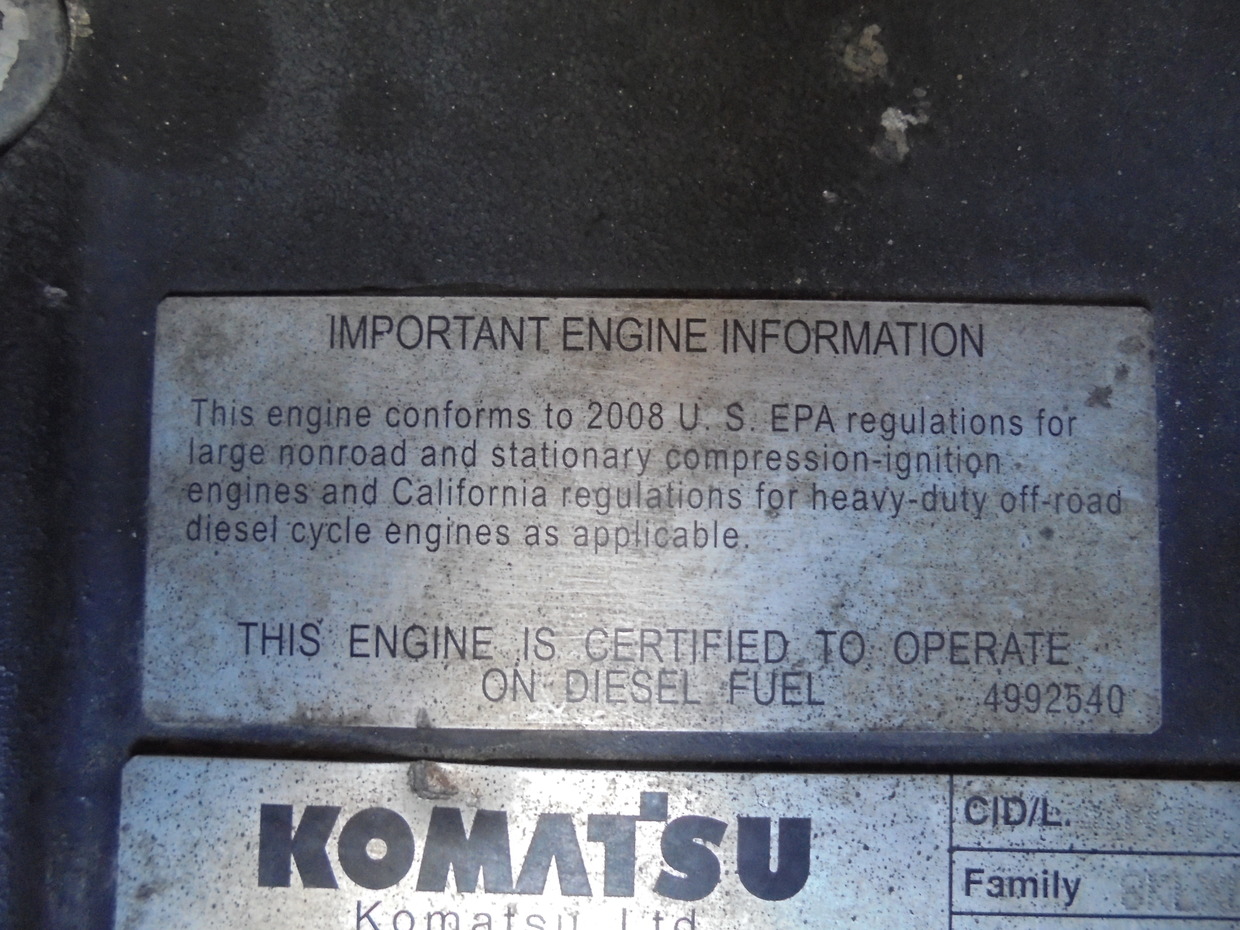 IMPORTANT ENGINE INFORMATION
This engine conforms to 2008 U. S. EPA regulations for
large nonroad and stationary compression-ignition
engines and California regulations for heavy-duty off-road
diesel cycle engines as applicable.
THIS ENGINE IS CERTIFIED TO OPERATE
ON DIESEL FUEL 4992540
KOMATSU
Komatsu Ltd
CID/L.
Family